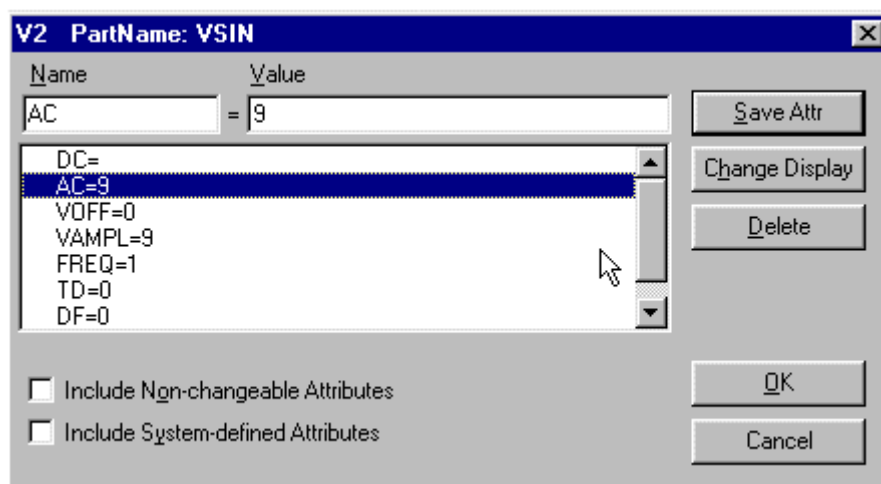 V2 PartName: VSIN
Name Value
AC = 9
Save Attr
DC=
AC=9
VOFF=0
VAMPL=9
FREQ=1
TD=0
DF=0
Change Display
Delete
Include Non-changeable Attributes
Include System-defined Attributes
OK
Cancel